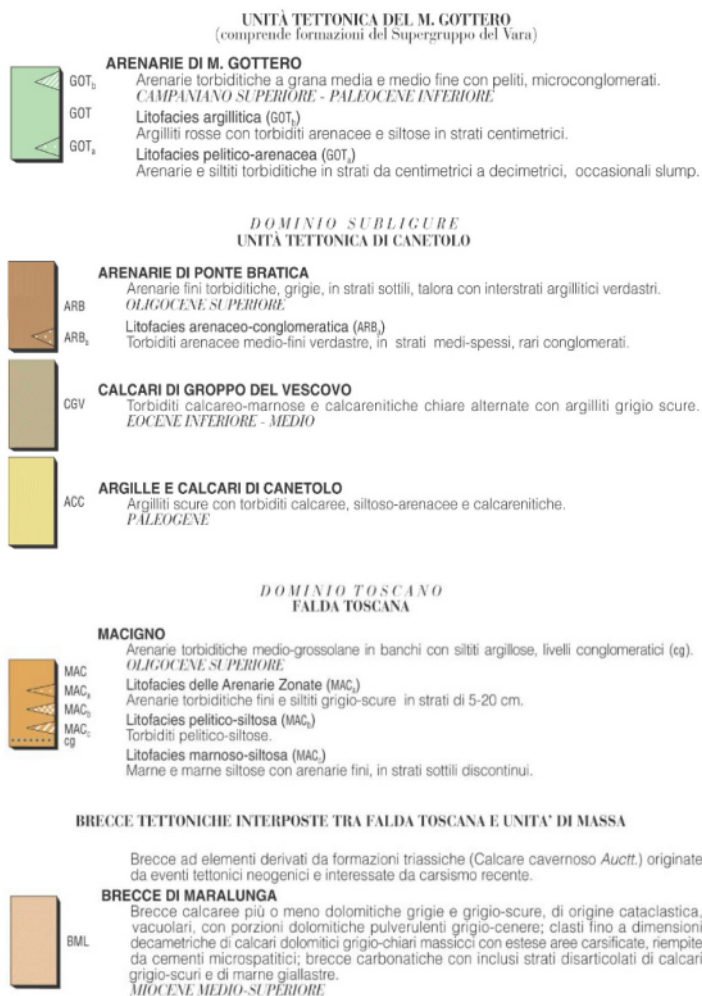 UNITÀ TETTONICA DEL M. GOTTERO
(comprende formazioni del Supergruppo del Vara)
ARENARIE DI M. GOTTERO
GOTb
Arenarie torbiditiche a grana media e medio fine con peliti, microconglomerati.
CAMPANIANO SUPERIORE - PALEOCENE INFERIORE
GOT
Litofacies argillitica (GOTb)
Argilliti rosse con torbiditi arenacee e siltose in strati centimetrici.
GOTa
Litofacies pelitico-arenacea (GOTa)
Arenarie e siltiti torbiditiche in strati da centimetrici a decimetrici, occasionali slump.
DOMINIO SUBLIGURE
UNITÀ TETTONICA DI CANETOLO
ARENARIE DI PONTE BRATICA
Arenarie fini torbiditiche, grigie, in strati sottili, talora con interstrati argillitici verdastri.
ARB
OLIGOCENE SUPERIORE
Litofacies arenaceo-conglomeratica (ARBa)
ARBa
Torbiditi arenacee medio-fini verdastre, in strati medi-spessi, rari conglomerati.
CALCARI DI GROPPO DEL VESCOVO
CGV
Torbiditi calcareo-marnose e calcarenitiche chiare alternate con argilliti grigio scure.
EOCENE INFERIORE - MEDIO
ARGILLE E CALCARI DI CANETOLO
ACC
Argilliti scure con torbiditi calcaree, siltoso-arenacee e calcarenitiche.
PALEOGENE
DOMINIO TOSCANO
FALDA TOSCANA
MACIGNO
Arenarie torbiditiche medio-grossolane in banchi con siltiti argillose, livelli conglomeratici (cg).
OLIGOCENE SUPERIORE
MAC
Litofacies delle Arenarie Zonate (MACa)
MACa
Arenarie torbiditiche fini e siltiti grigio-scure in strati di 5-20 cm.
MACb
Litofacies pelitico-siltosa (MACb)
MACc
Torbiditi pelitico-siltose.
cg
Litofacies marnoso-siltosa (MACc)
Marne e marne siltose con arenarie fini, in strati sottili discontinui.
BRECCE TETTONICHE INTERPOSTE TRA FALDA TOSCANA E UNITA' DI MASSA
Brecce ad elementi derivati da formazioni triassiche (Calcare cavernoso Auctt.) originate
da eventi tettonici neogenici e interessate da carsismo recente.
BRECCE DI MARALUNGA
Brecce calcaree più o meno dolomitiche grigie e grigio-scure, di origine cataclastica,
vacuolari, con porzioni dolomitiche pulverulenti grigio-cenere; clasti fino a dimensioni
BML
decametriche di calcari dolomitici grigio-chiari massicci con estese aree carsificate, riempite
da cementi microspatitici; brecce carbonatiche con inclusi strati disarticolati di calcari
grigio-scuri e di marne giallastre.
MIOCENE MEDIO-SUPERIORE